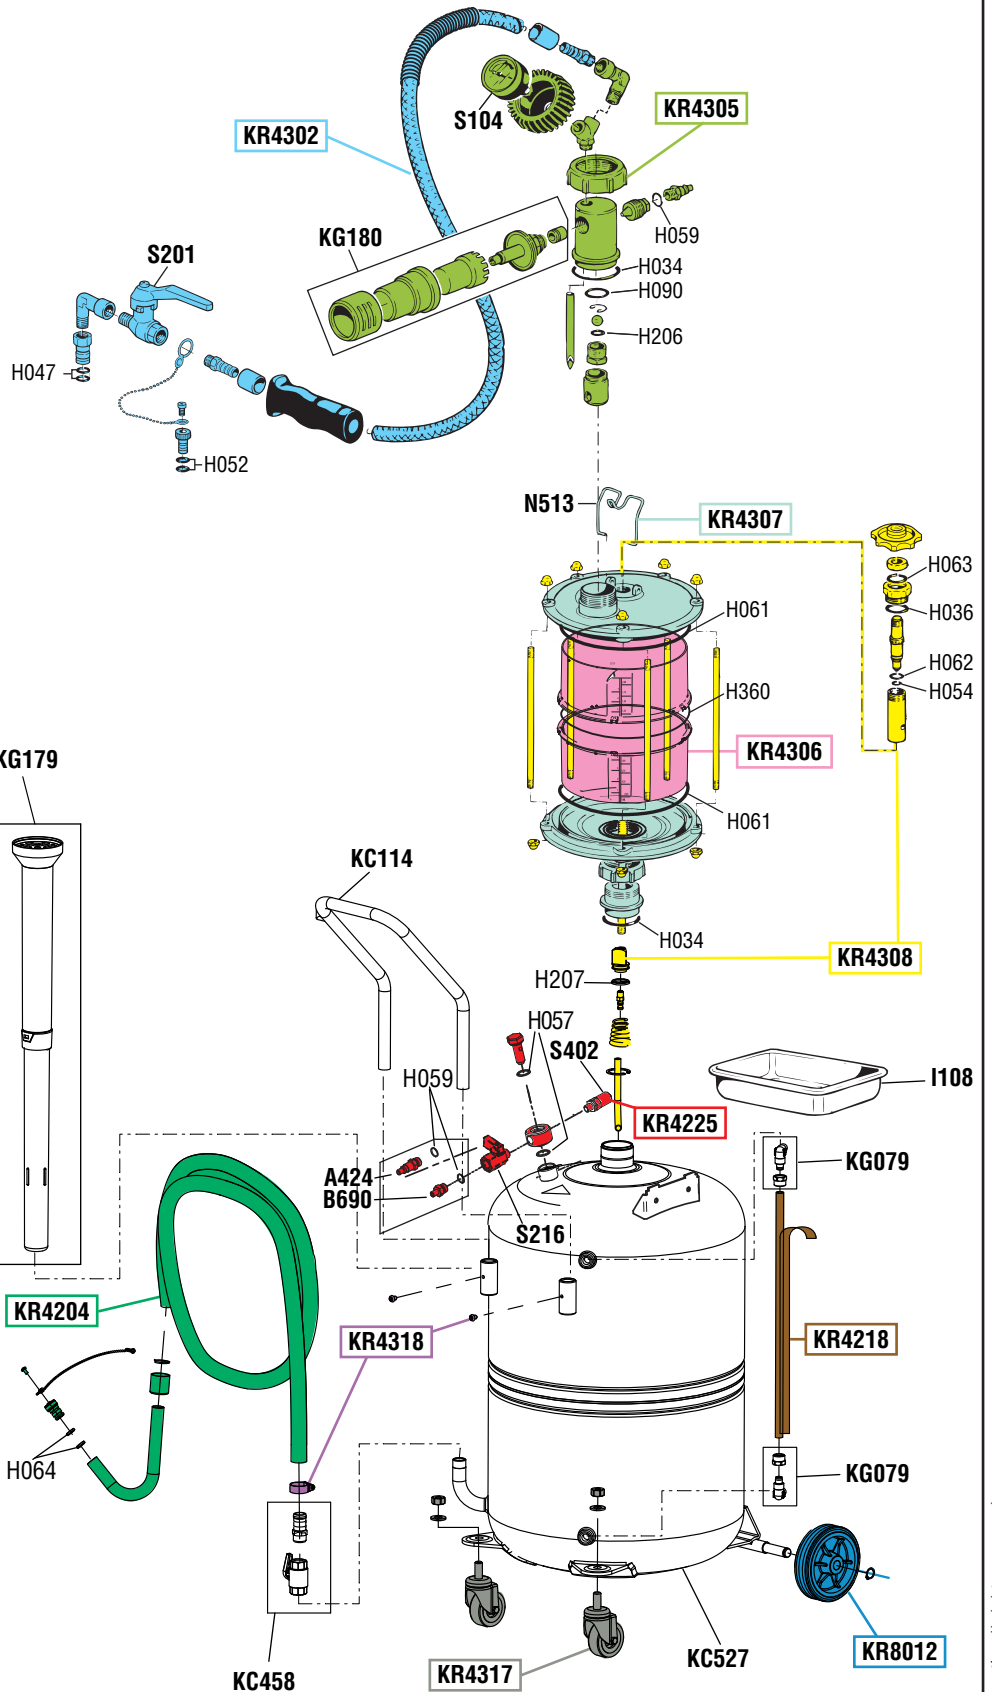 S104
KR4305
KR4302
KG180
H059
S201
H034
H090
H206
H047
H052
N513
KR4307
H063
H061
H036
H062
H054
H360
KR4306
KG179
H061
KC114
H034
KR4308
H207
H057
S402
H059
I108
KR4225
KG079
A424
B690
S216
KR4204
KR4318
KR4218
H064
KG079
KC527
KR8012
KR4317
KC458